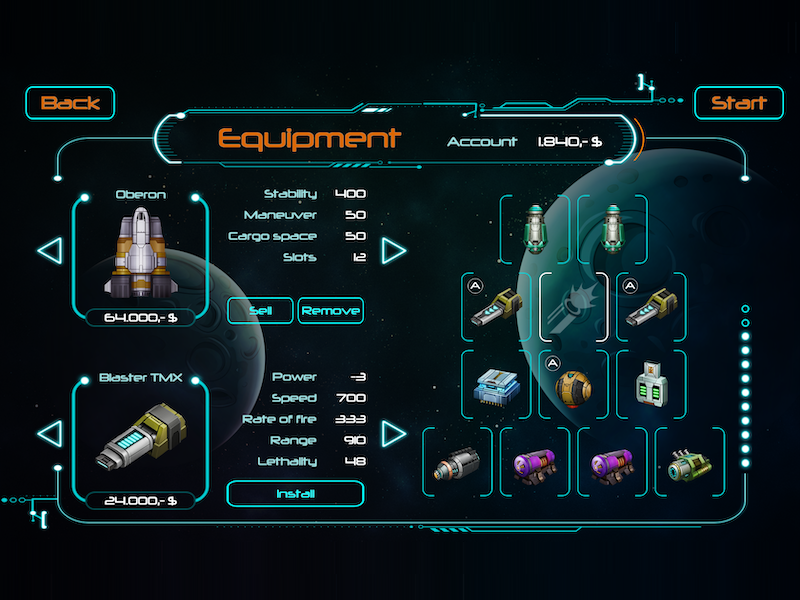 Back
Start
Equipment
Account 1.840,- $
Oberon
Stability 400
Maneuver 50
Cargo space 50
Slots 12
64.000,- $
Sell
Remove
A
A
A
Blaster TMX
Power -3
Speed 700
Rate of fire 333
Range 910
Lethality 48
24.000,- $
Install